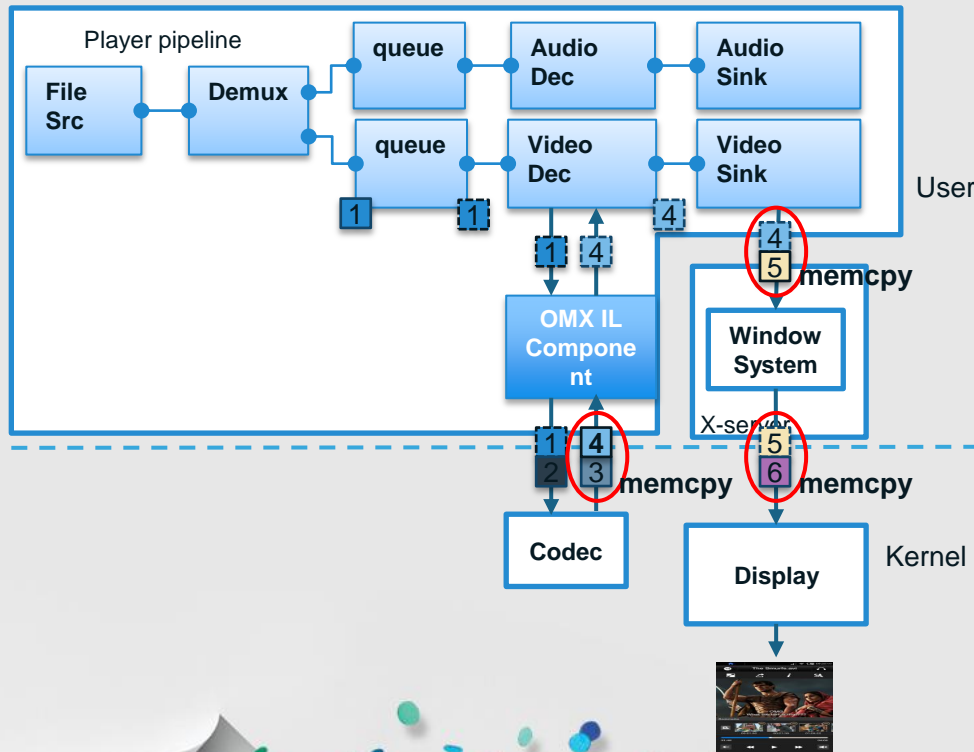 Player pipeline
queue
Audio
Dec
Audio
Sink
File
Src
Demux
queue
Video
Dec
Video
Sink
User
1
1
4
1
4
4
5
memcpy
OMX IL
Compone
nt
Window
System
X-server
1
4
5
2
3
memcpy
6
memcpy
Codec
Display
Kernel